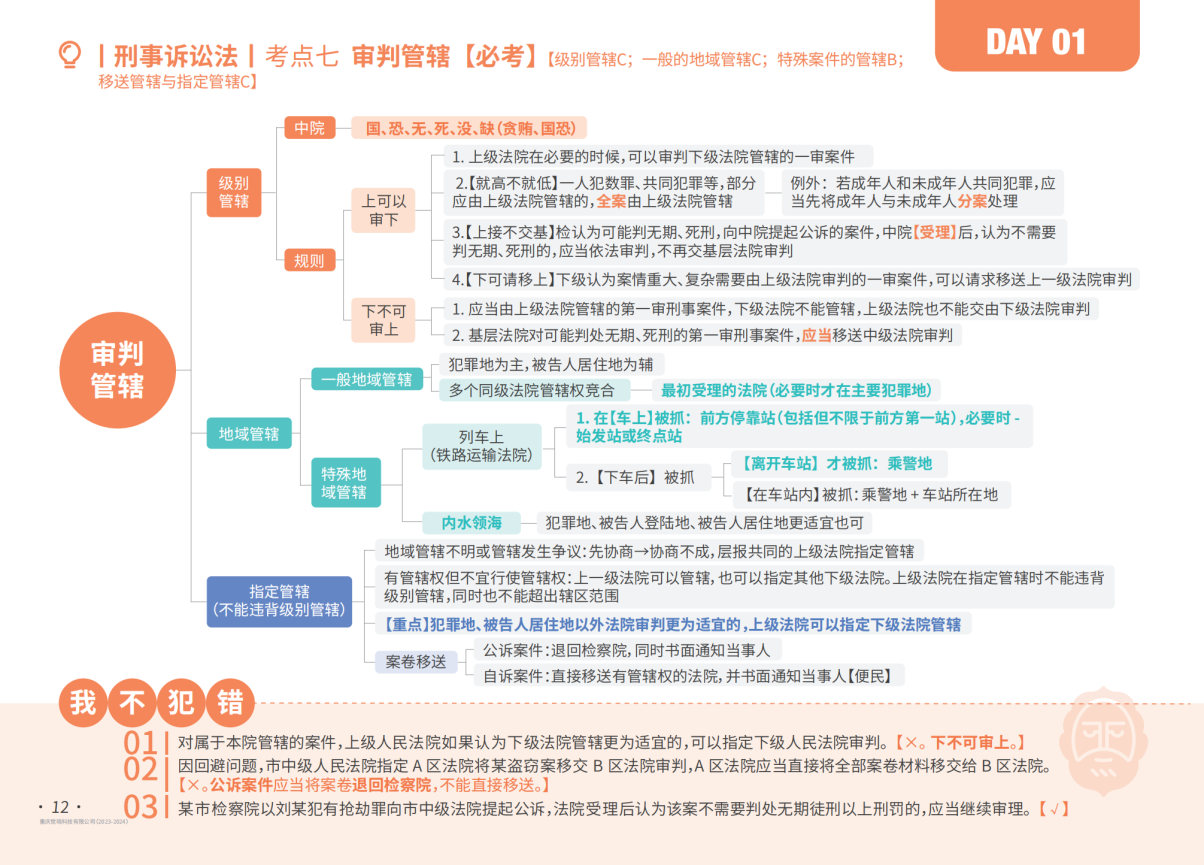 DAY 01
|刑事诉讼法| 考点七 审判管辖【必考】【级别管辖C；一般的地域管辖C；特殊案件的管辖B；
移送管辖与指定管辖C】
审判
管辖
级别
管辖
中院
国、恐、无、死、没、缺(贪贿、国恐)
规则
上可以
审下
1. 上级法院在必要的时候,可以审判下级法院管辖的一审案件
2.【就高不就低】一人犯数罪、共同犯罪等,部分
应由上级法院管辖的,全案由上级法院管辖
例外：若成年人和未成年人共同犯罪,应
当先将成年人与未成年人分案处理
3.【上接不交基】检认为可能判无期、死刑,向中院提起公诉的案件,中院【受理】后,认为不需要
判无期、死刑的,应当依法审判,不再交基层法院审判
4.【下可请移上】下级认为案情重大、复杂需要由上级法院审判的一审案件,可以请求移送上一级法院审判
下不可
审上
1. 应当由上级法院管辖的第一审刑事案件,下级法院不能管辖,上级法院也不能交由下级法院审判
2. 基层法院对可能判处无期、死刑的第一审刑事案件,应当移送中级法院审判
地域管辖
一般地域管辖
犯罪地为主,被告人居住地为辅
多个同级法院管辖权竞合
最初受理的法院(必要时才在主要犯罪地)
特殊地
域管辖
列车上
(铁路运输法院)
1. 在【车上】被抓：前方停靠站(包括但不限于前方第一站),必要时 -
始发站或终点站
2.【下车后】被抓
【离开车站】才被抓：乘警地
【在车站内】被抓：乘警地 + 车站所在地
内水领海
犯罪地、被告人登陆地、被告人居住地更适宜也可
指定管辖
(不能违背级别管辖)
地域管辖不明或管辖发生争议：先协商→协商不成,层报共同的上级法院指定管辖
有管辖权但不宜行使管辖权：上一级法院可以管辖,也可以指定其他下级法院。上级法院在指定管辖时不能违背
级别管辖,同时也不能超出辖区范围
【重点】犯罪地、被告人居住地以外法院审判更为适宜的,上级法院可以指定下级法院管辖
案卷移送
公诉案件：退回检察院,同时书面通知当事人
自诉案件：直接移送有管辖权的法院,并书面通知当事人【便民】
我不犯错
01 对属于本院管辖的案件,上级人民法院如果认为下级法院管辖更为适宜的,可以指定下级人民法院审判。【×。下不可审上。】
02 因回避问题,市中级人民法院指定 A 区法院将某盗窃案移交 B 区法院审判,A 区法院应当直接将全部案卷材料移交给 B 区法院。
【×。公诉案件应当将案卷退回检察院,不能直接移送。】
03 某市检察院以刘某犯有抢劫罪向市中级法院提起公诉,法院受理后认为该案不需要判处无期徒刑以上刑罚的,应当继续审理。【√】
· 12 ·